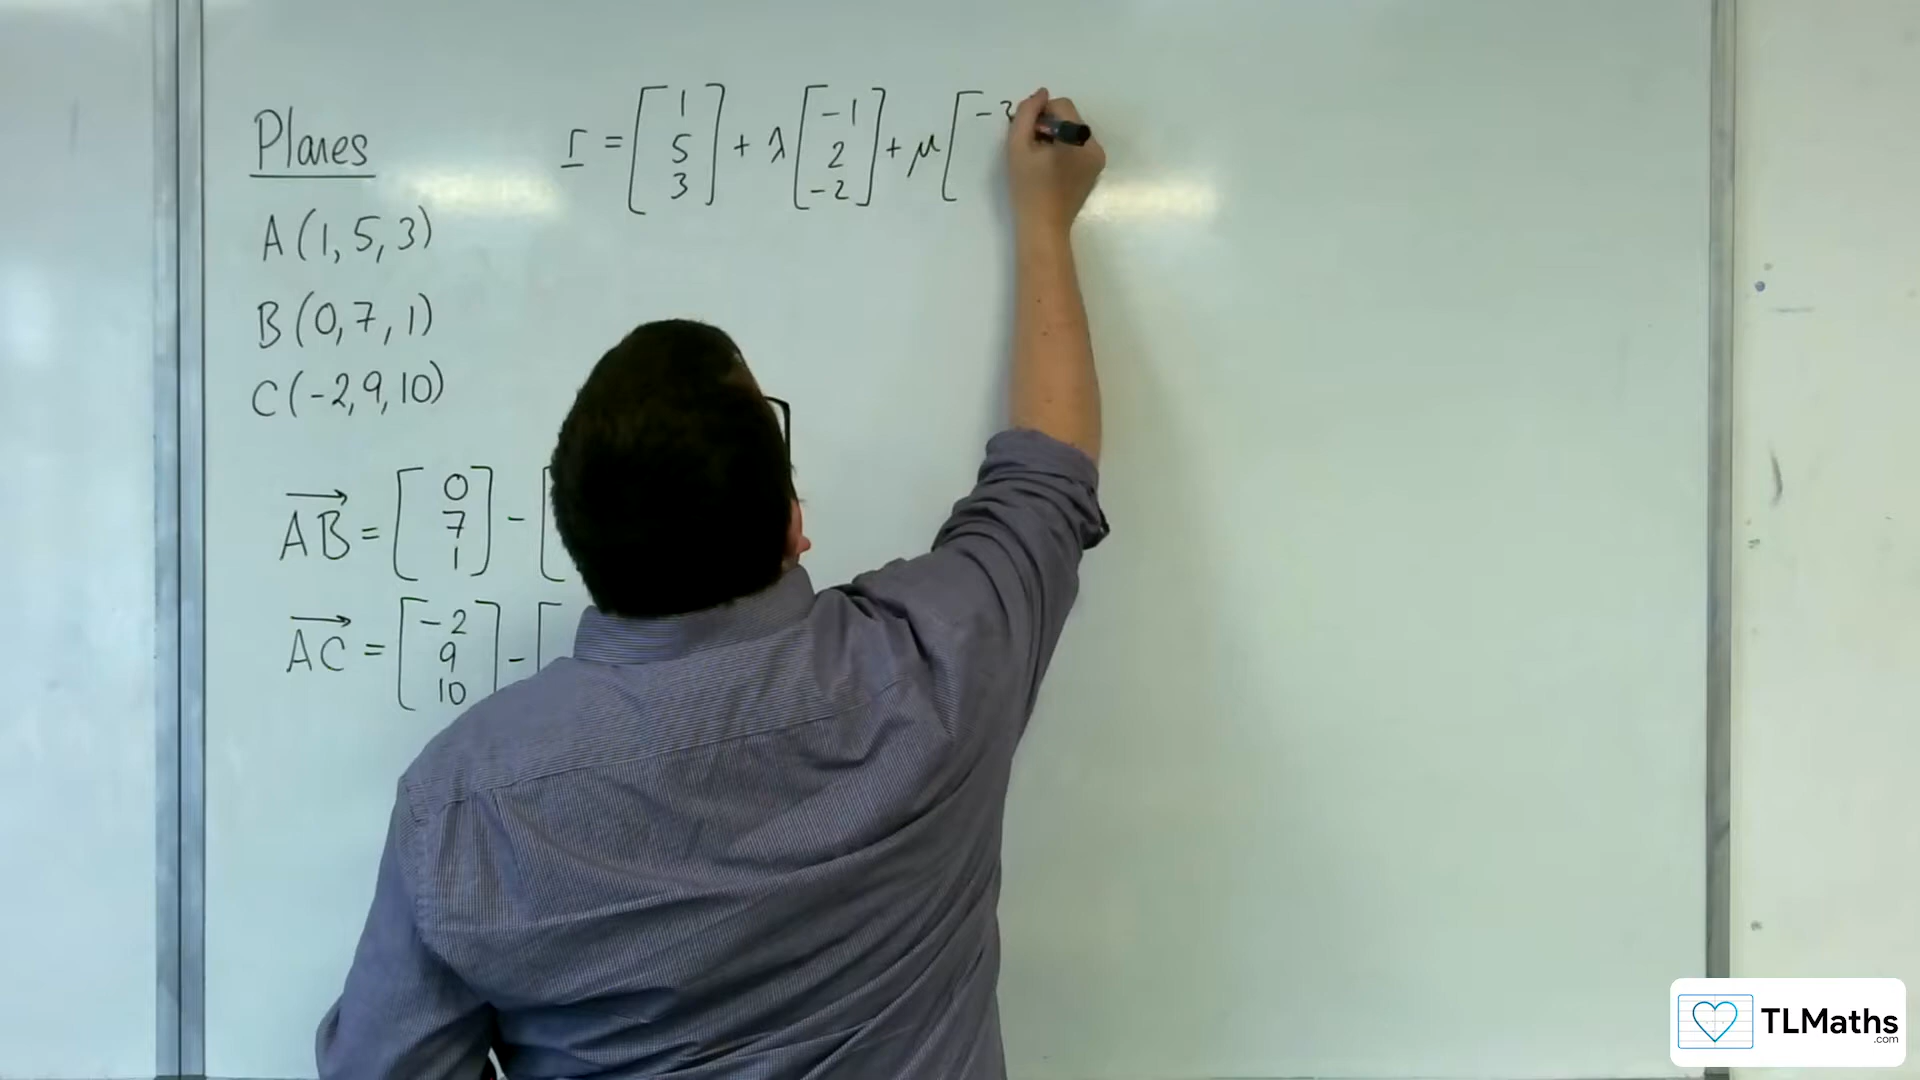 Planes
r = [1 5 3] + λ [-1 2 -2] + μ [-3
A (1, 5, 3)
B (0, 7, 1)
C (-2, 9, 10)
AB = [0 7 1] - [
AC = [-2 9 10] - [
TLMaths
.com